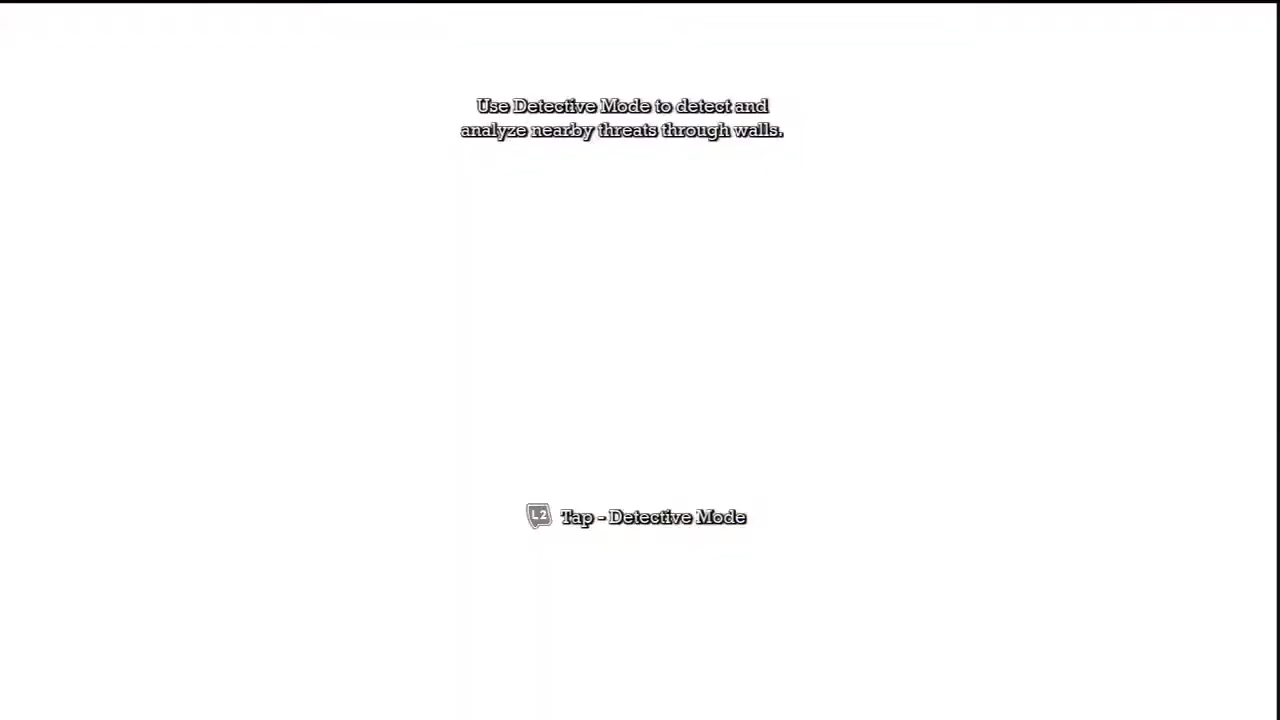 Use Detective Mode to detect and
analyze nearby threats through walls.
L2 Tap - Detective Mode